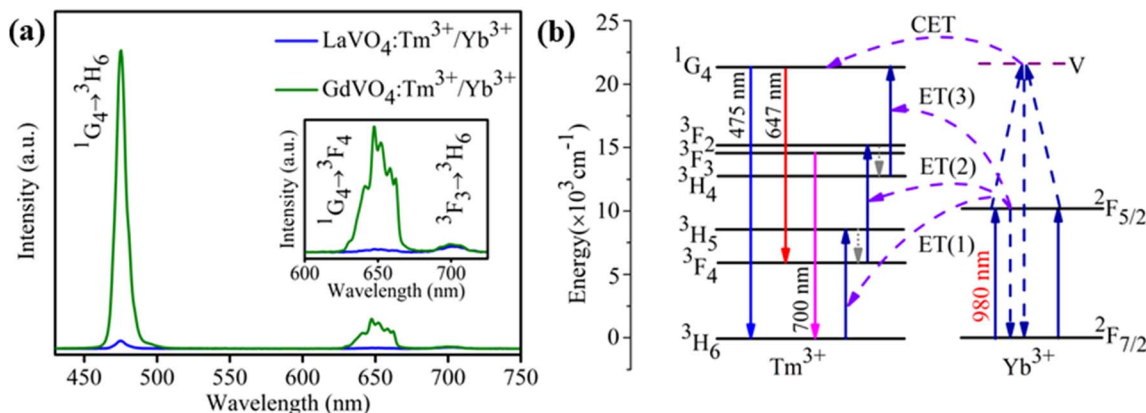 (a)
¹G₄→³H₆
LaVO₄:Tm³⁺/Yb³⁺
GdVO₄:Tm³⁺/Yb³⁺
Intensity (a.u.)
Intensity (a.u.)
¹G₄→³F₄
³F₃→³H₆
600 650 700
Wavelength (nm)
450 500 550 600 650 700 750
Wavelength (nm)
(b)
Energy(×10³cm⁻¹)
25
20
15
10
5
0
CET
¹G₄
V
475 nm
647 nm
ET(3)
³F₂
³F₃
³H₄
ET(2)
²F₅/₂
³H₅
ET(1)
³F₄
700 nm
980 nm
³H₆
²F₇/₂
Tm³⁺
Yb³⁺